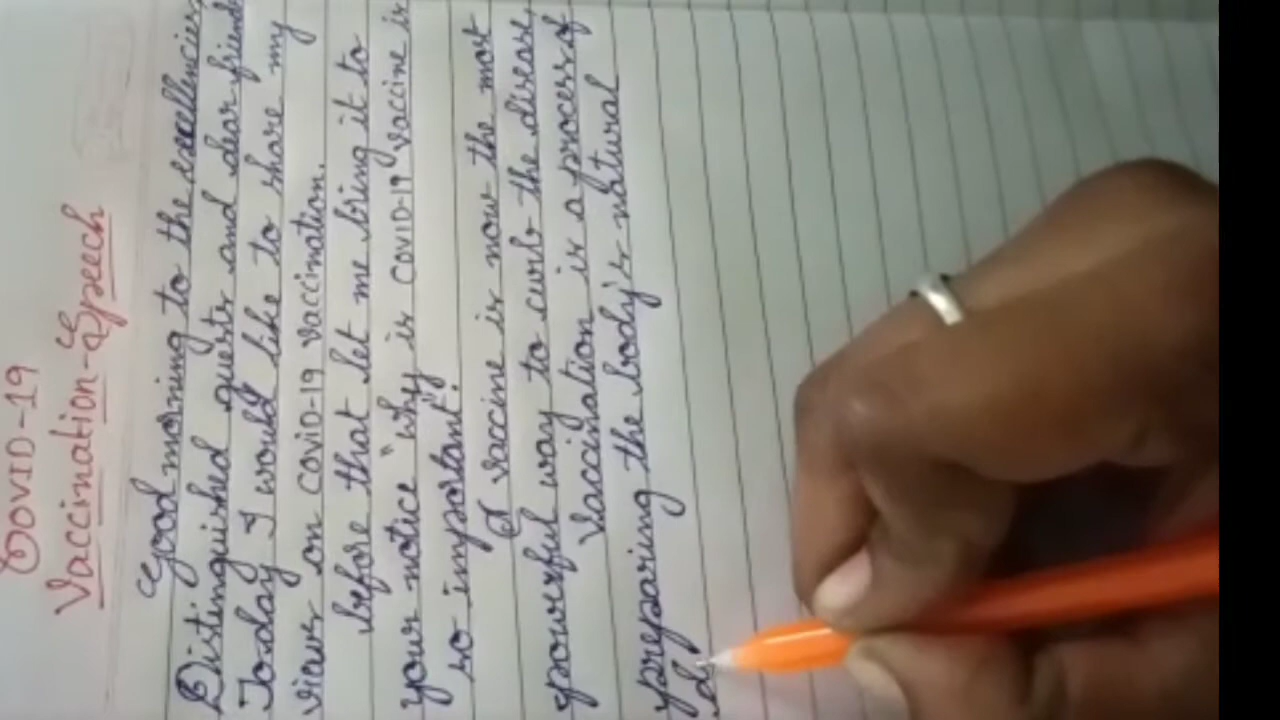 COVID-19
Vaccination-Speech
Good morning to the excellencies,
Distinguished guests and dear friends
Today I would like to share my
views on COVID-19 vaccination.
before that let me bring it to
your notice "why is COVID-19 vaccine is
so important".
A vaccine is now the most
powerful way to curb the disease,
Vaccination is a process of
preparing the body's natural
d